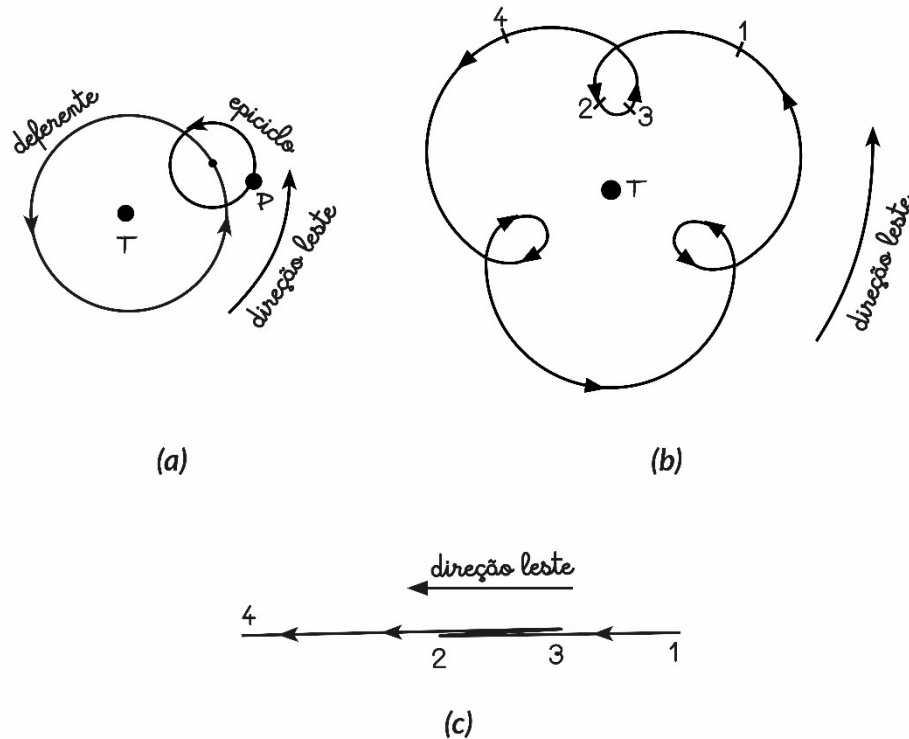 deferente
epiciclo
T
P
direção leste
(a)
4
1
2
3
T
direção leste
(b)
direção leste
4
2
3
1
(c)